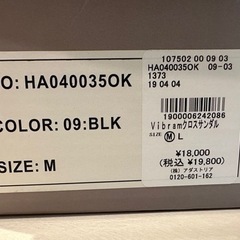 O: HA040035OK
COLOR: 09:BLK
SIZE: M
107502 00 09 03
HA040035OK 09-03
1373
19 04 04
1900006242086
Vibramクロスサンダル
Ⓜ L
¥18,000
(税込 ¥19,800)
(株)アダストリア
0120-601-162